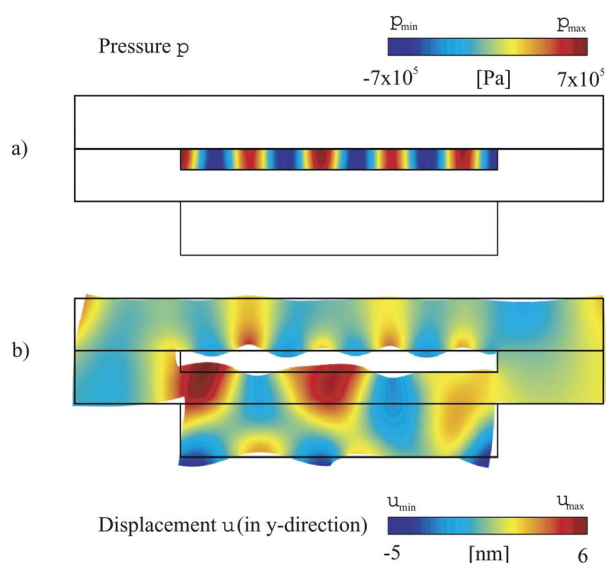 Pressure p
p_min p_max
-7x10^5 [Pa] 7x10^5
a)
b)
Displacement u (in y-direction)
u_min u_max
-5 [nm] 6